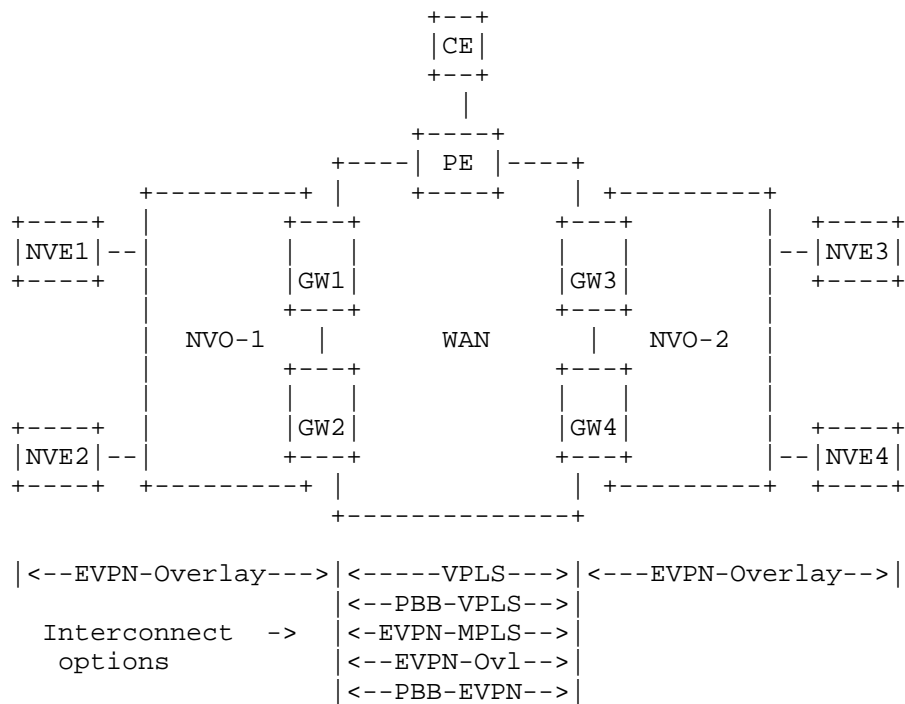 +--+
|CE|
+--+
|
+----+
+----| PE |----+
+---------+ | +----+ | +---------+
+----+ | +---+ +---+ | +----+
|NVE1|--| | | | | |--|NVE3|
+----+ | |GW1| |GW3| | +----+
| +---+ +---+ |
| NVO-1 | WAN | NVO-2 |
| +---+ +---+ |
| | | | | |
+----+ | |GW2| |GW4| | +----+
|NVE2|--| +---+ +---+ |--|NVE4|
+----+ +---------+ | | +---------+ +----+
+--------------+
|<--EVPN-Overlay--->|<-----VPLS--->|<--EVPN-Overlay-->|
|<--PBB-VPLS-->|
Interconnect -> |<-EVPN-MPLS-->|
options |<--EVPN-Ovl-->|
|<--PBB-EVPN-->|